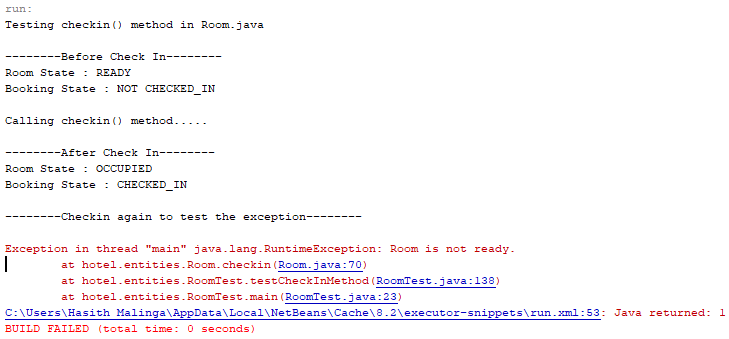 run:
Testing checkin() method in Room.java
--------Before Check In--------
Room State : READY
Booking State : NOT CHECKED_IN
Calling checkin() method.....
--------After Check In--------
Room State : OCCUPIED
Booking State : CHECKED_IN
--------Checkin again to test the exception--------
Exception in thread "main" java.lang.RuntimeException: Room is not ready.
at hotel.entities.Room.checkin(Room.java:70)
at hotel.entities.RoomTest.testCheckInMethod(RoomTest.java:138)
at hotel.entities.RoomTest.main(RoomTest.java:23)
C:\Users\Hasith Malinga\AppData\Local\NetBeans\Cache\8.2\executor-snippets\run.xml:53: Java returned: 1
BUILD FAILED (total time: 0 seconds)